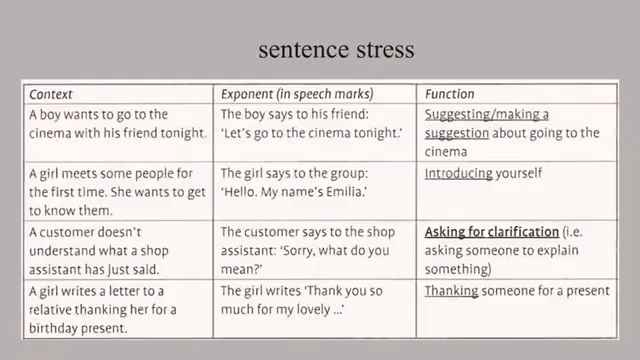 sentence stress
Context Exponent (in speech marks) Function
A boy wants to go to the
cinema with his friend tonight.
The boy says to his friend:
‘Let’s go to the cinema tonight.’
Suggesting/making a
suggestion about going to the
cinema
A girl meets some people for
the first time. She wants to get
to know them.
The girl says to the group:
‘Hello. My name’s Emilia.’
Introducing yourself
A customer doesn’t
understand what a shop
assistant has just said.
The customer says to the shop
assistant: ‘Sorry, what do you
mean?’
Asking for clarification (i.e.
asking someone to explain
something)
A girl writes a letter to a
relative thanking her for a
birthday present.
The girl writes ‘Thank you so
much for my lovely ...’
Thanking someone for a present